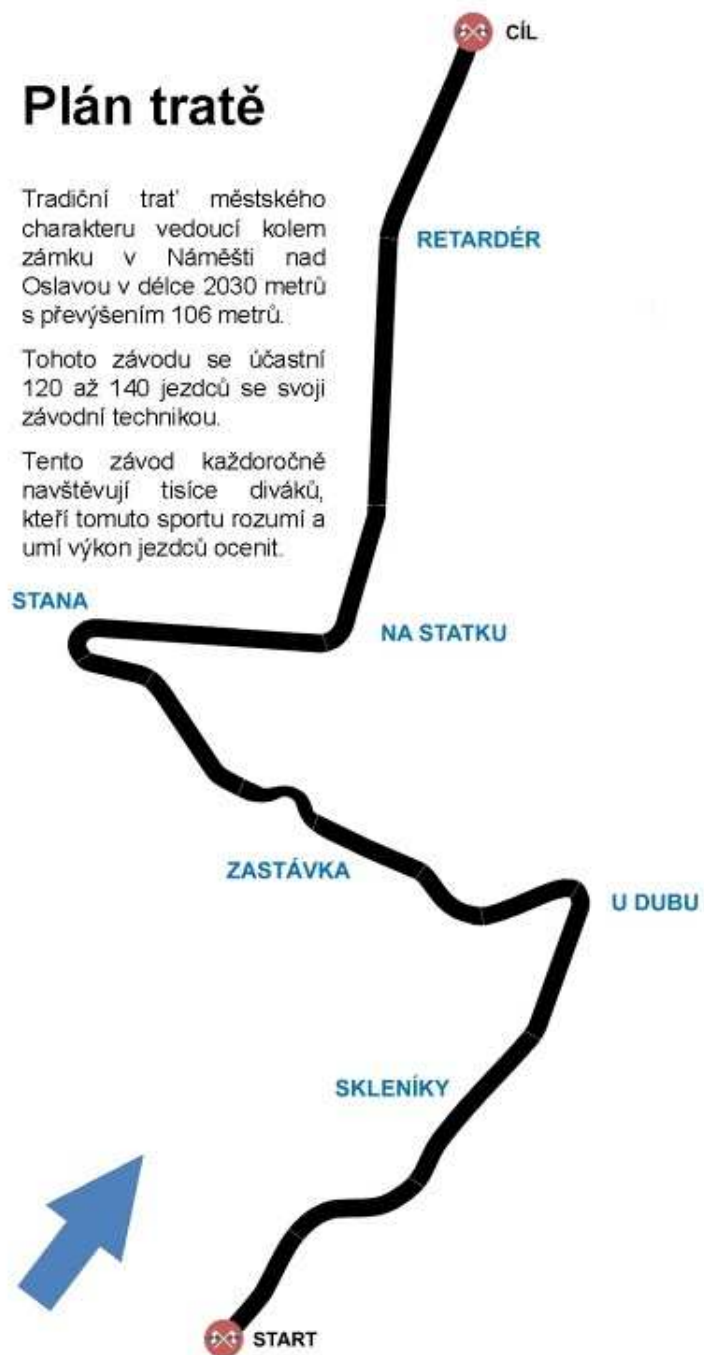 CÍL
Plán tratě
Tradiční trať městského
charakteru vedoucí kolem
zámku v Náměšti nad
Oslavou v délce 2030 metrů
s převýšením 106 metrů.
Tohoto závodu se účastní
120 až 140 jezdců se svoji
závodní technikou.
Tento závod každoročně
navštěvují tisíce diváků,
kteří tomuto sportu rozumí a
umí výkon jezdců ocenit.
RETARDÉR
STANA
NA STATKU
ZASTÁVKA
U DUBU
SKLENÍKY
START